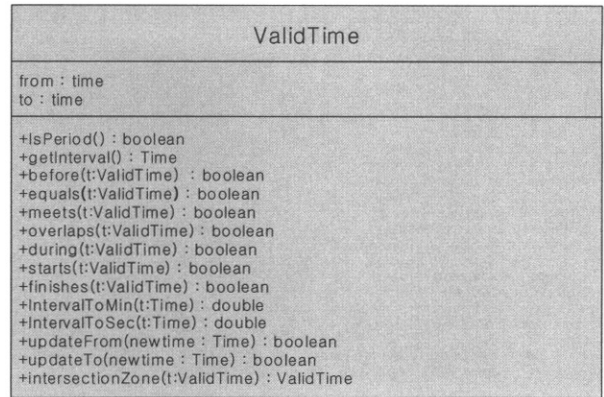 ValidTime
from : time
to : time
+IsPeriod() : boolean
+getInterval() : Time
+before(t:ValidTime) : boolean
+equals(t:ValidTime) : boolean
+meets(t:ValidTime) : boolean
+overlaps(t:ValidTime) : boolean
+during(t:ValidTime) : boolean
+starts(t:ValidTime) : boolean
+finishes(t:ValidTime) : boolean
+IntervalToMin(t:Time) : double
+IntervalToSec(t:Time) : double
+updateFrom(newtime : Time) : boolean
+updateTo(newtime : Time) : boolean
+intersectionZone(t:ValidTime) : ValidTime